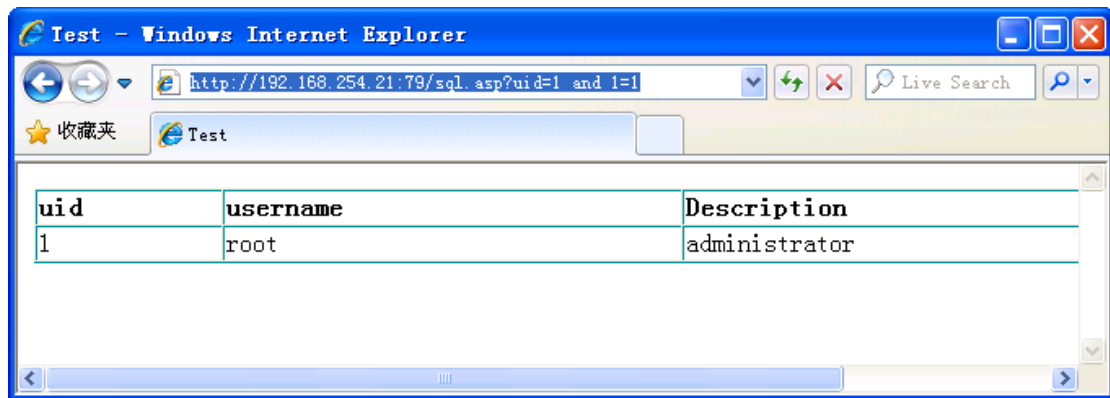 Test - Windows Internet Explorer
http://192.168.254.21:79/sql.asp?uid=1 and 1=1
Live Search
收藏夹
Test
uid username Description
1 root administrator